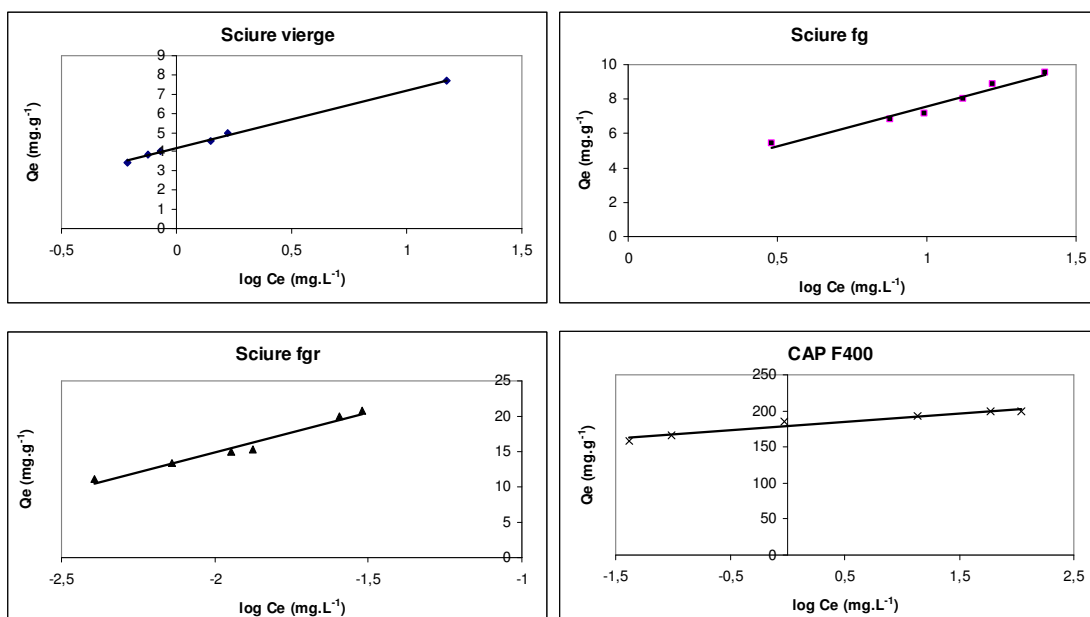 Sciure vierge
9
8
7
6
5
4
3
2
1
0
-0,5 0 0,5 1 1,5
Qe (mg.g⁻¹)
log Ce (mg.L⁻¹)
Sciure fg
10
8
6
4
2
0
0 0,5 1 1,5
Qe (mg.g⁻¹)
log Ce (mg.L⁻¹)
Sciure fgr
25
20
15
10
5
0
-2,5 -2 -1,5 -1
Qe (mg.g⁻¹)
log Ce (mg.L⁻¹)
CAP F400
250
200
150
100
50
0
-1,5 -0,5 0,5 1,5 2,5
Qe (mg.g⁻¹)
log Ce (mg.L⁻¹)